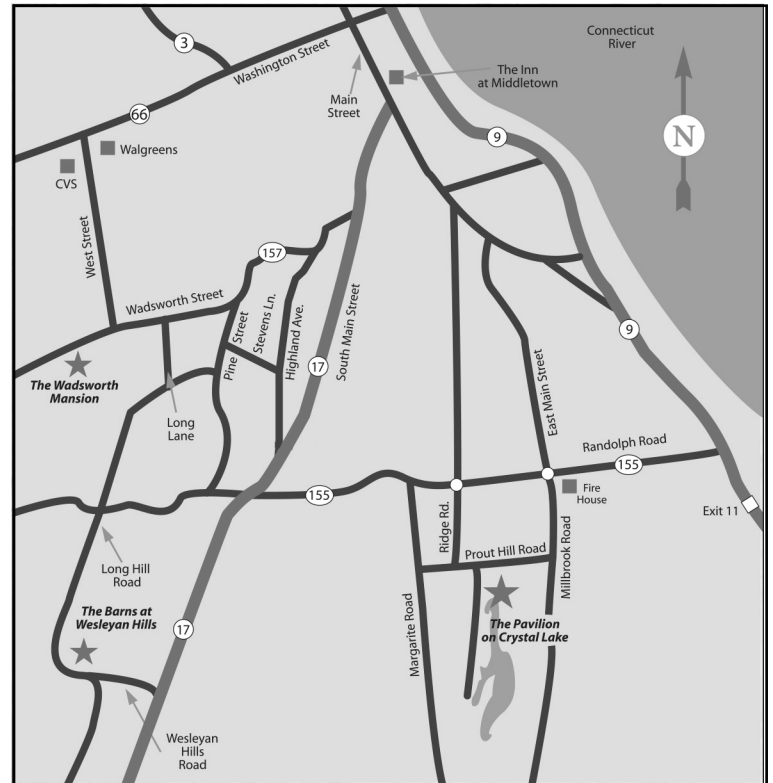 Connecticut
River
3
Washington Street
The Inn
at Middletown
Main
Street
66
Walgreens
CVS
9
N
West Street
157
Wadsworth Street
Pine Street
Stevens Ln.
Highland Ave.
South Main Street
17
9
The Wadsworth
Mansion
Long
Lane
East Main Street
Randolph Road
155
155
Fire
House
Exit 11
Ridge Rd.
Prout Hill Road
Millbrook Road
Long Hill
Road
The Barns at
Wesleyan Hills
17
Margarite Road
The Pavilion
on Crystal Lake
Wesleyan
Hills
Road